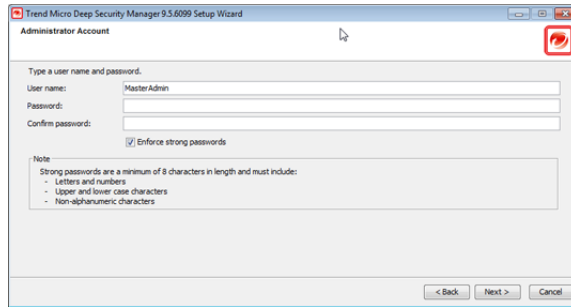 Trend Micro Deep Security Manager 9.5.6099 Setup Wizard
Administrator Account
Type a user name and password.
User name: MasterAdmin
Password:
Confirm password:
Enforce strong passwords
Note
Strong passwords are a minimum of 8 characters in length and must include:
- Letters and numbers
- Upper and lower case characters
- Non-alphanumeric characters
< Back Next > Cancel